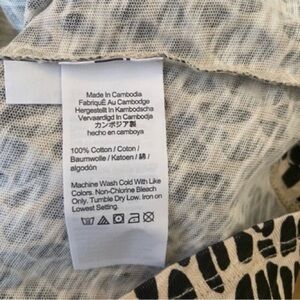 Made In Cambodia
FabriquÉ Au Cambodge
Hergestellt In Kambodscha
Vervaardigd In Cambodja
カンボジア製
hecho en camboya
100% Cotton / Coton /
Baumwolle / Katoen / 綿 /
algodón
Machine Wash Cold With Like
Colors. Non-Chlorine Bleach
Only. Tumble Dry Low. Iron on
Lowest Setting.